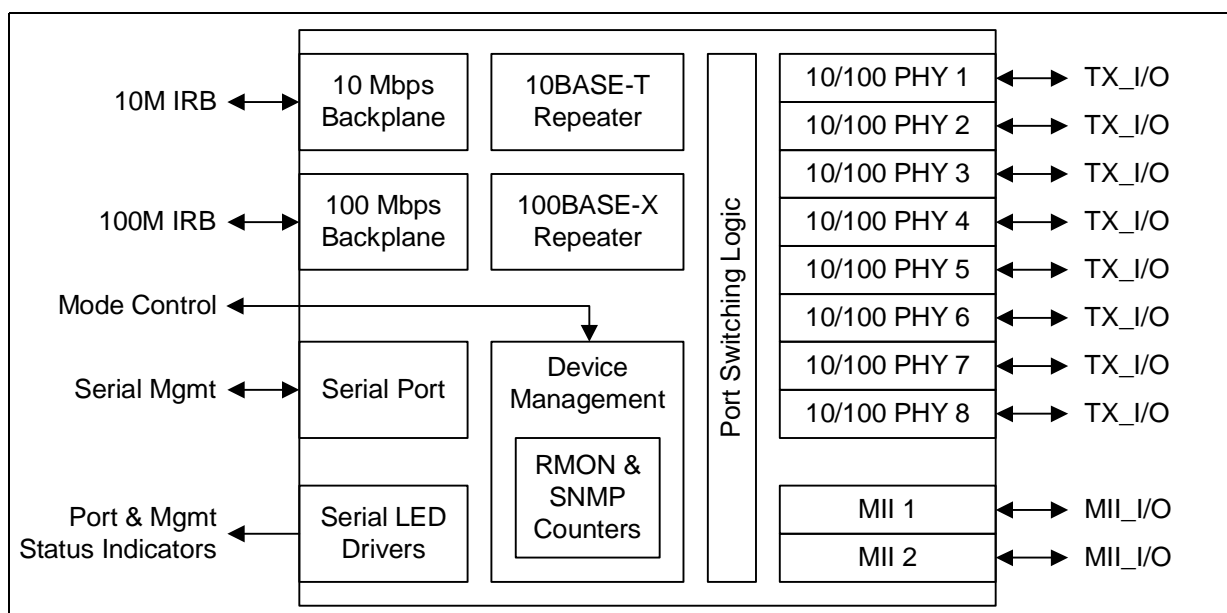 10M IRB
100M IRB
Mode Control
Serial Mgmt
Port & Mgmt
Status Indicators
10 Mbps
Backplane
100 Mbps
Backplane
Serial Port
Serial LED
Drivers
10BASE-T
Repeater
100BASE-X
Repeater
Device
Management
RMON &
SNMP
Counters
Port Switching Logic
10/100 PHY 1
10/100 PHY 2
10/100 PHY 3
10/100 PHY 4
10/100 PHY 5
10/100 PHY 6
10/100 PHY 7
10/100 PHY 8
MII 1
MII 2
TX_I/O
TX_I/O
TX_I/O
TX_I/O
TX_I/O
TX_I/O
TX_I/O
TX_I/O
MII_I/O
MII_I/O